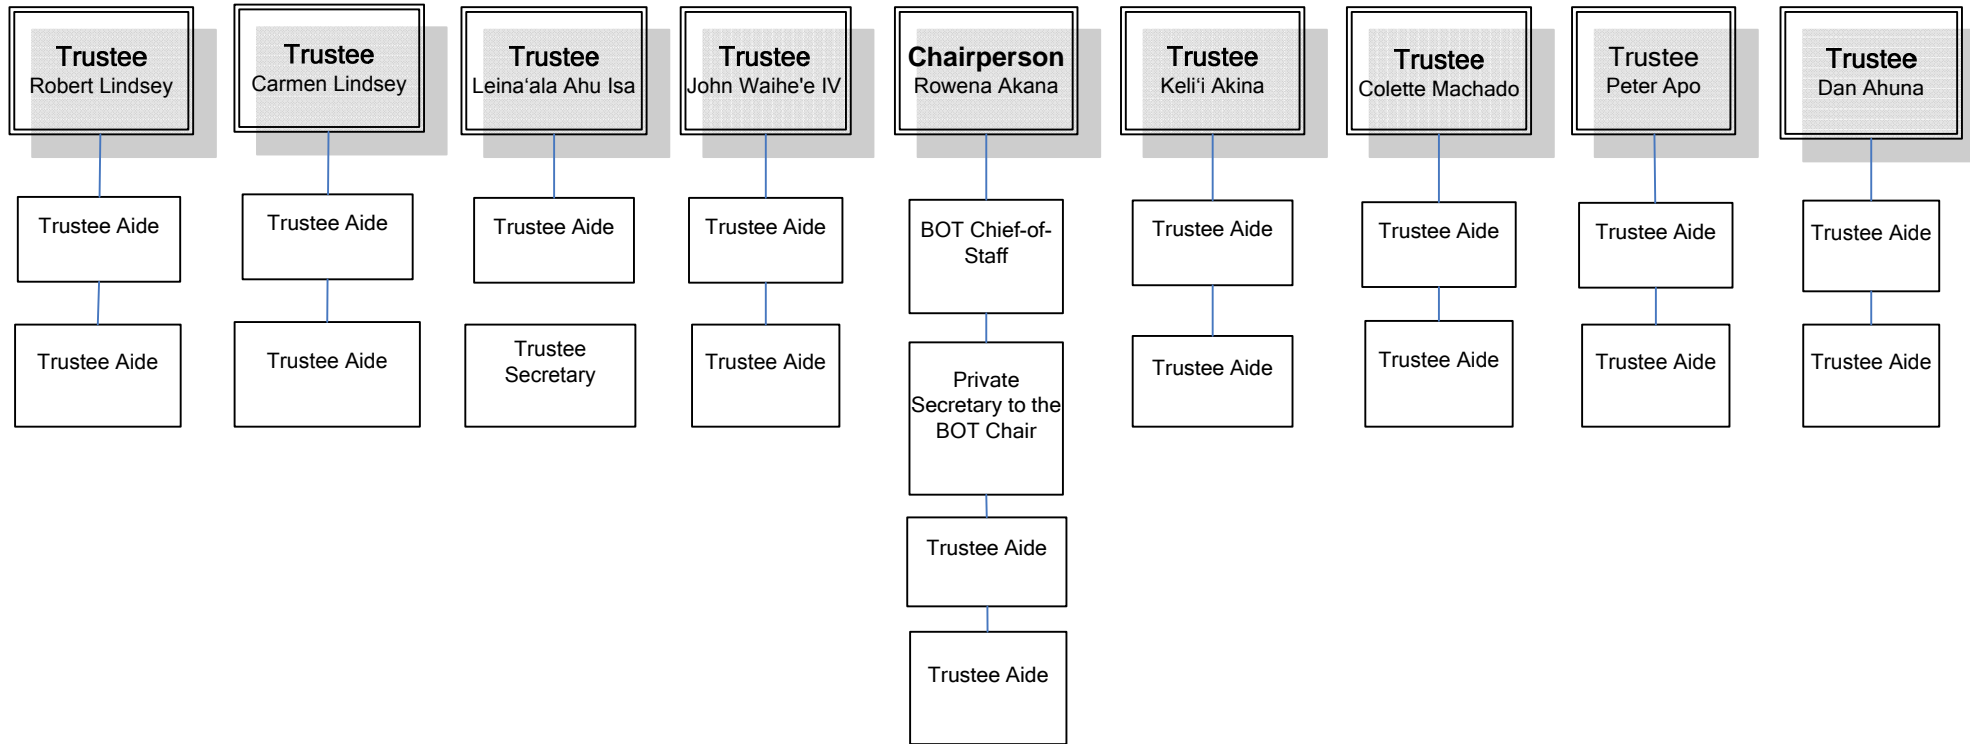 Trustee
Robert Lindsey
Trustee
Carmen Lindsey
Trustee
Leina‘ala Ahu Isa
Trustee
John Waihe'e IV
Chairperson
Rowena Akana
Trustee
Keli‘i Akina
Trustee
Colette Machado
Trustee
Peter Apo
Trustee
Dan Ahuna
Trustee Aide
Trustee Aide
Trustee Aide
Trustee Aide
BOT Chief-of-
Staff
Trustee Aide
Trustee Aide
Trustee Aide
Trustee Aide
Trustee Aide
Trustee Aide
Trustee
Secretary
Trustee Aide
Private
Secretary to the
BOT Chair
Trustee Aide
Trustee Aide
Trustee Aide
Trustee Aide
Trustee Aide
Trustee Aide